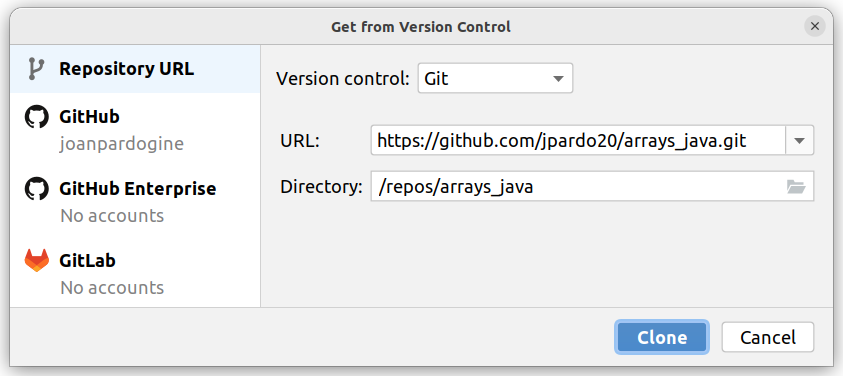 Get from Version Control
Repository URL
GitHub
joanpardogine
GitHub Enterprise
No accounts
GitLab
No accounts
Version control: Git
URL: https://github.com/jpardo20/arrays_java.git
Directory: /repos/arrays_java
Clone Cancel